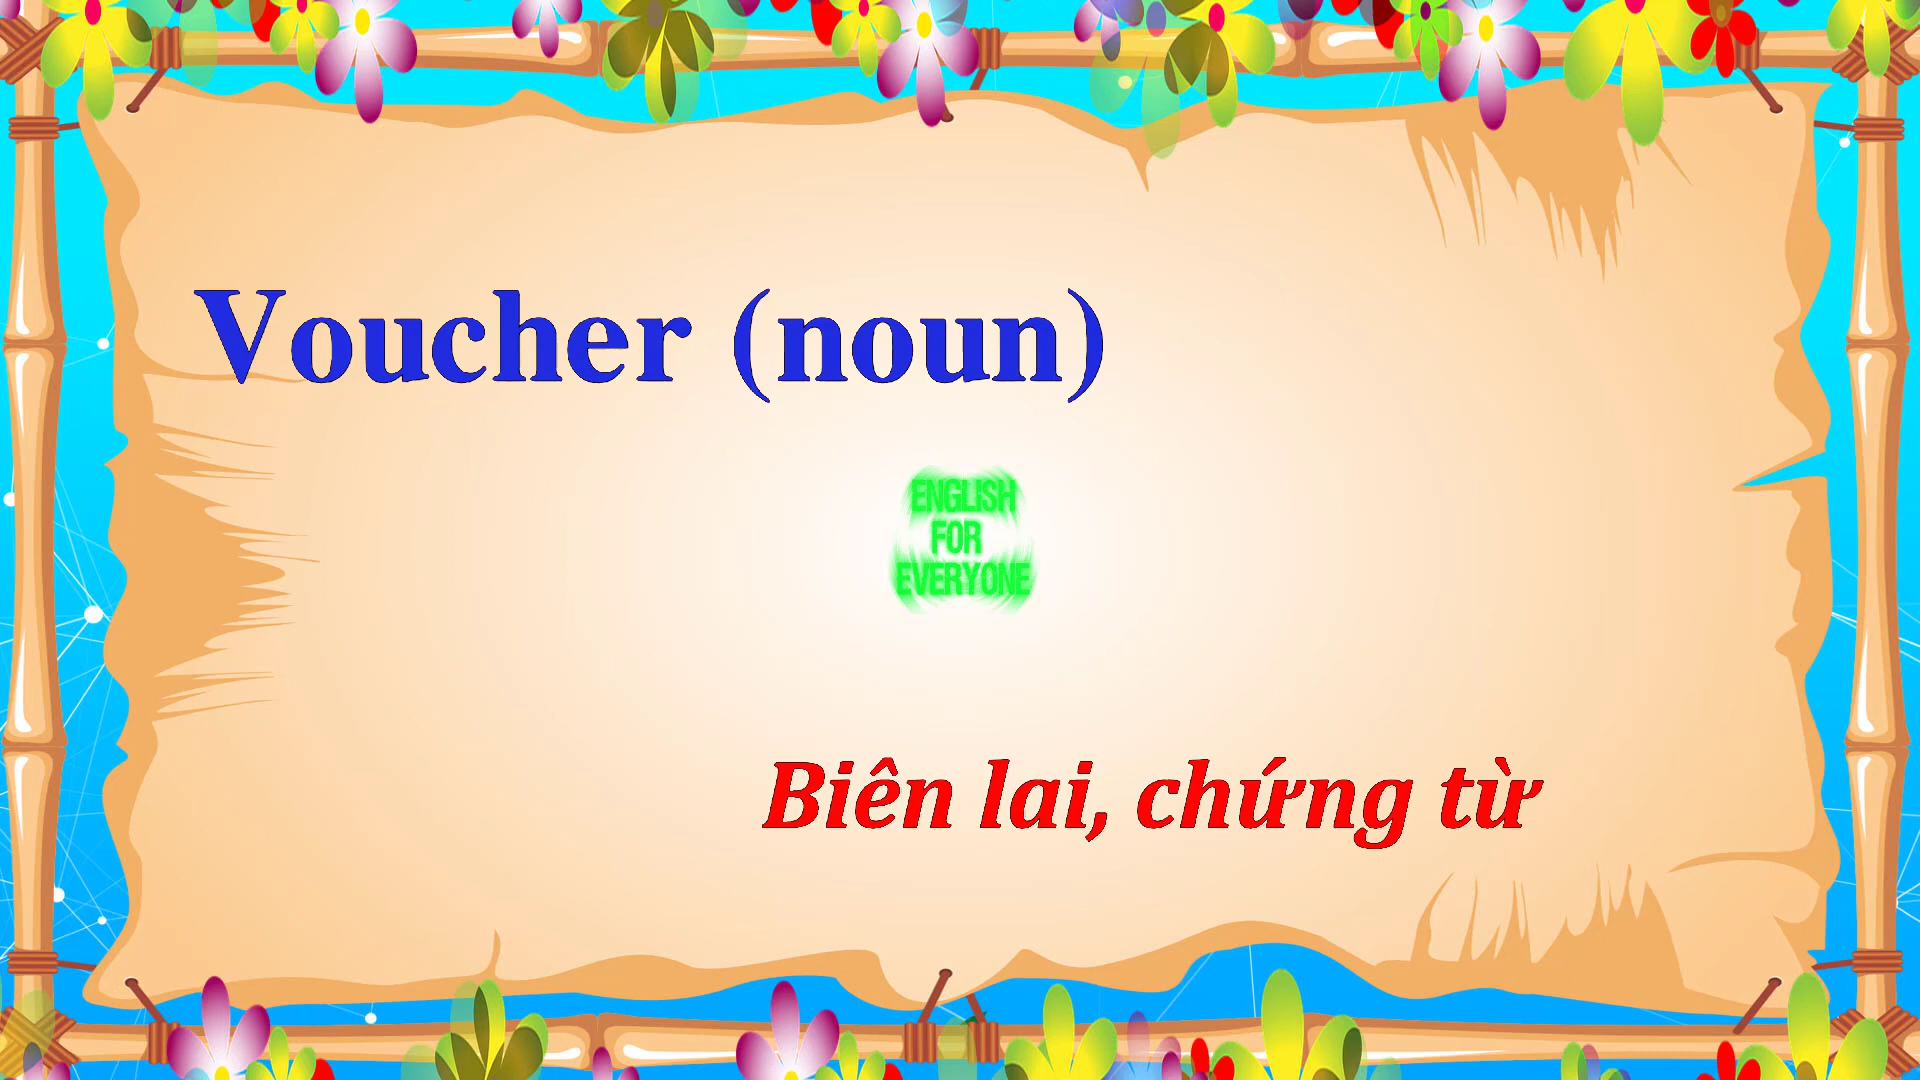 Voucher (noun)
ENGLISH
FOR
EVERYONE
Biên lai, chứng từ